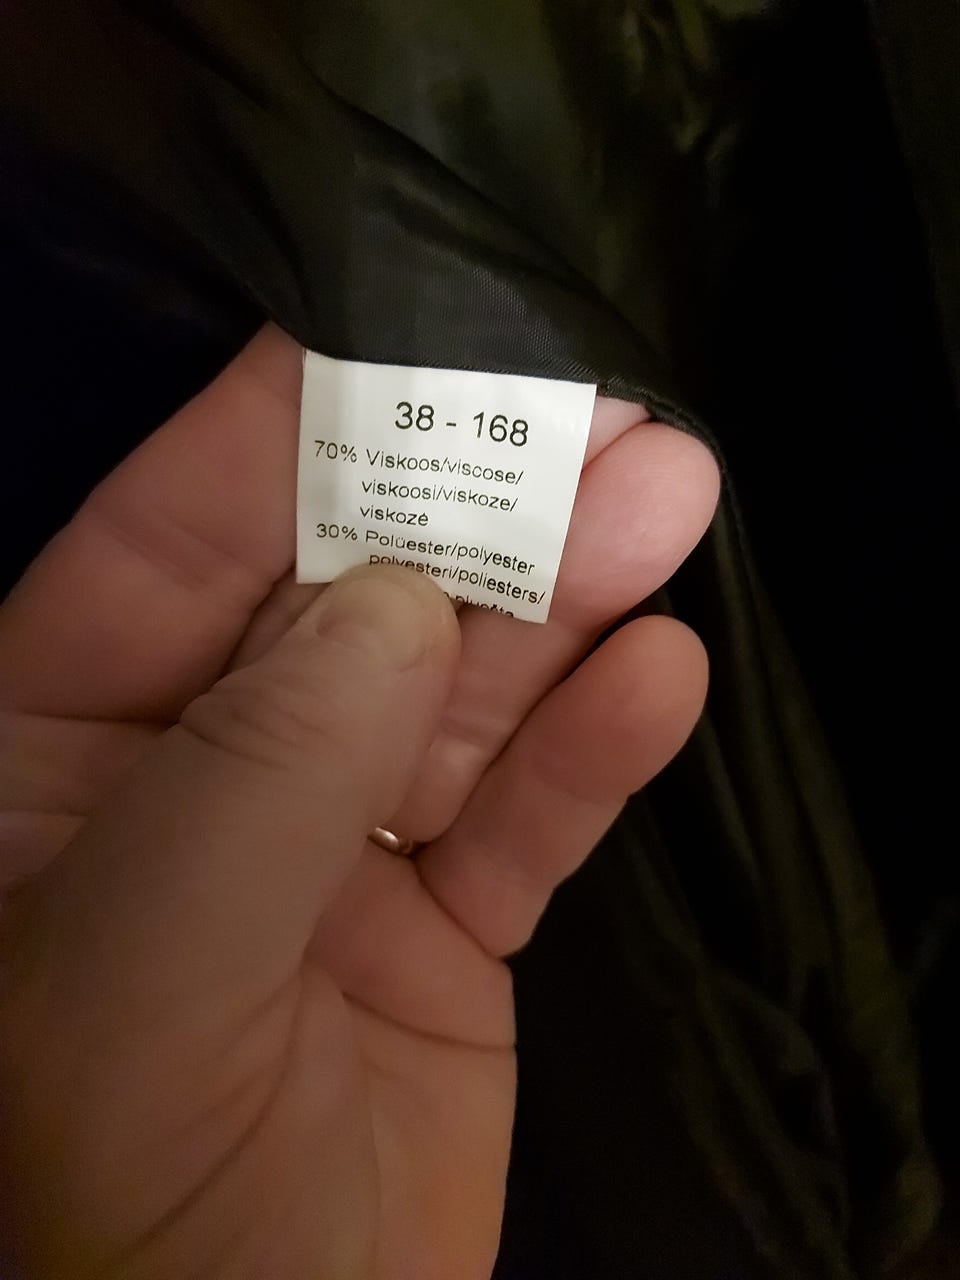 38 - 168
70% Viskoos/viscose/
viskoosi/viskoze/
viskozė
30% Polüester/polyester
polyesteri/poliesters/